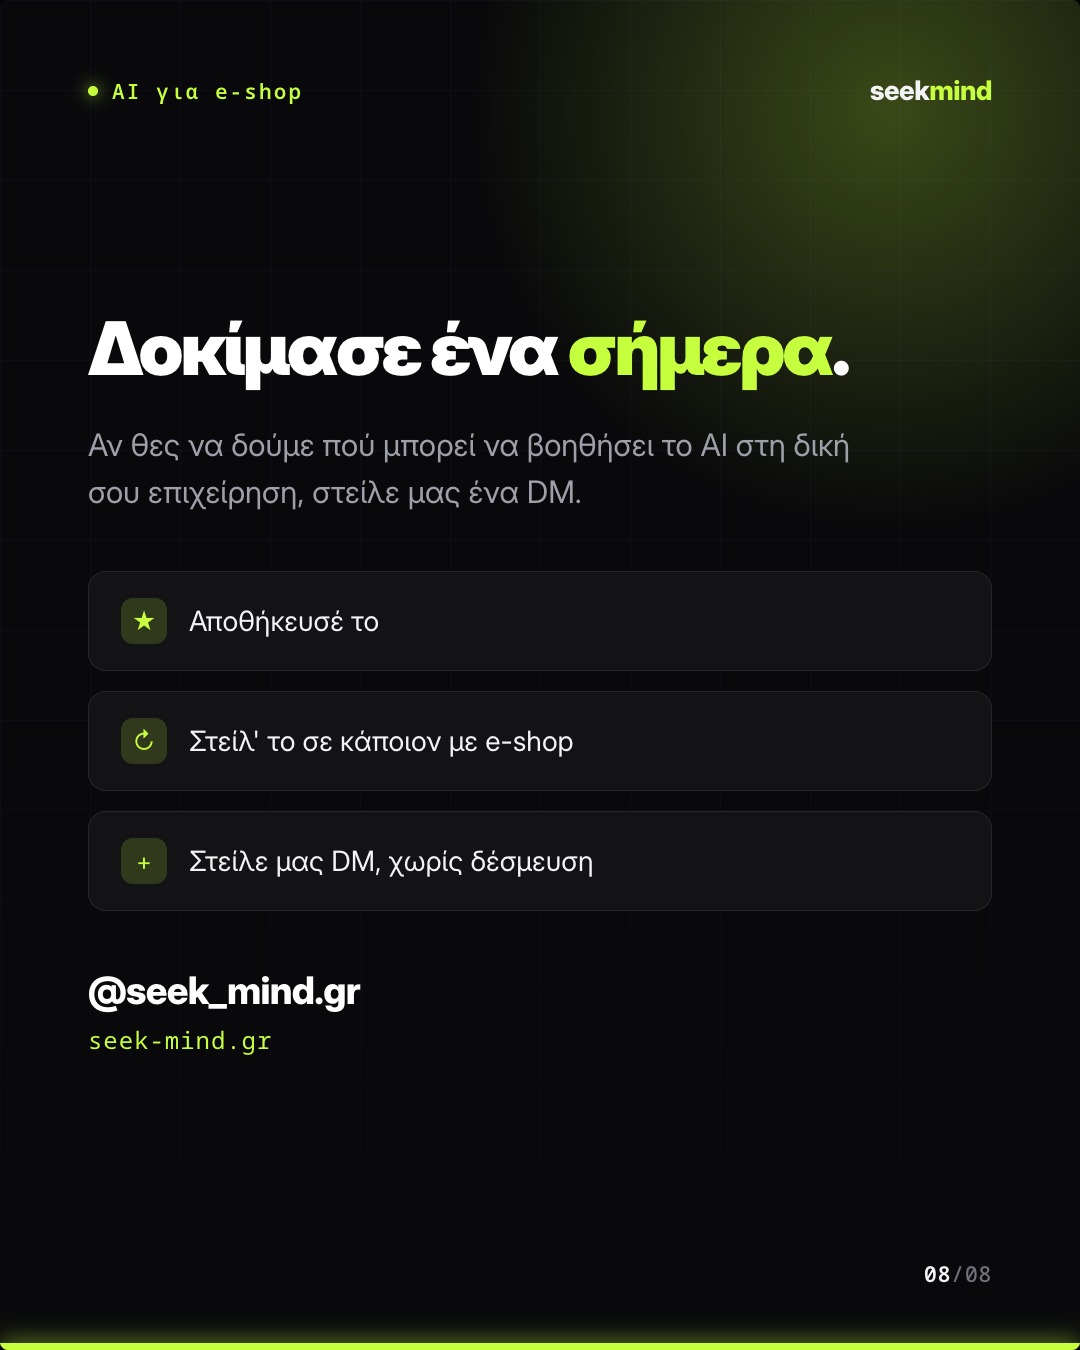 AI για e-shop
seekmind
Δοκίμασε ένα σήμερα.
Αν θες να δούμε πού μπορεί να βοηθήσει το AI στη δική
σου επιχείρηση, στείλε μας ένα DM.
Αποθήκευσέ το
Στείλ' το σε κάποιον με e-shop
Στείλε μας DM, χωρίς δέσμευση
@seek_mind.gr
seek-mind.gr
08/08